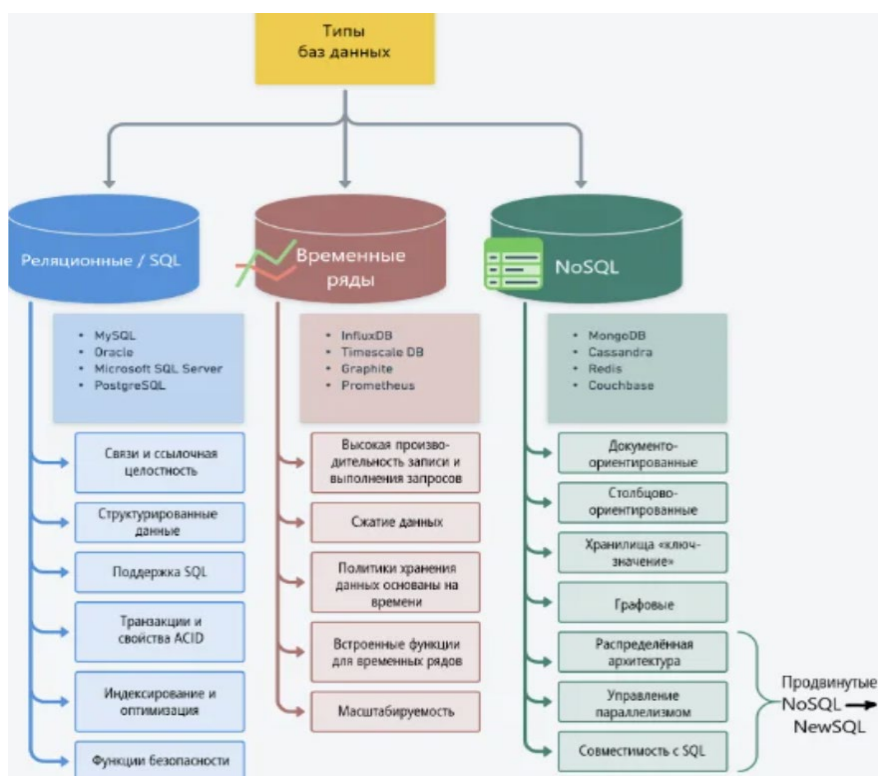 Типы
баз данных
Реляционные / SQL
Временные
ряды
NoSQL
• MySQL
• Oracle
• Microsoft SQL Server
• PostgreSQL
• InfluxDB
• Timescale DB
• Graphite
• Prometheus
• MongoDB
• Cassandra
• Redis
• Couchbase
Связи и ссылочная
целостность
Структурированные
данные
Поддержка SQL
Транзакции и
свойства ACID
Индексирование и
оптимизация
Функции безопасности
Высокая произво-
дительность записи и
выполнения запросов
Сжатие данных
Политики хранения
данных основаны на
времени
Встроенные функции
для временных рядов
Масштабируемость
Документо-
ориентированные
Столбцово-
ориентированные
Хранилища «ключ-
значение»
Графовые
Распределённая
архитектура
Управление
параллелизмом
Совместимость с SQL
Продвинутые
NoSQL
NewSQL